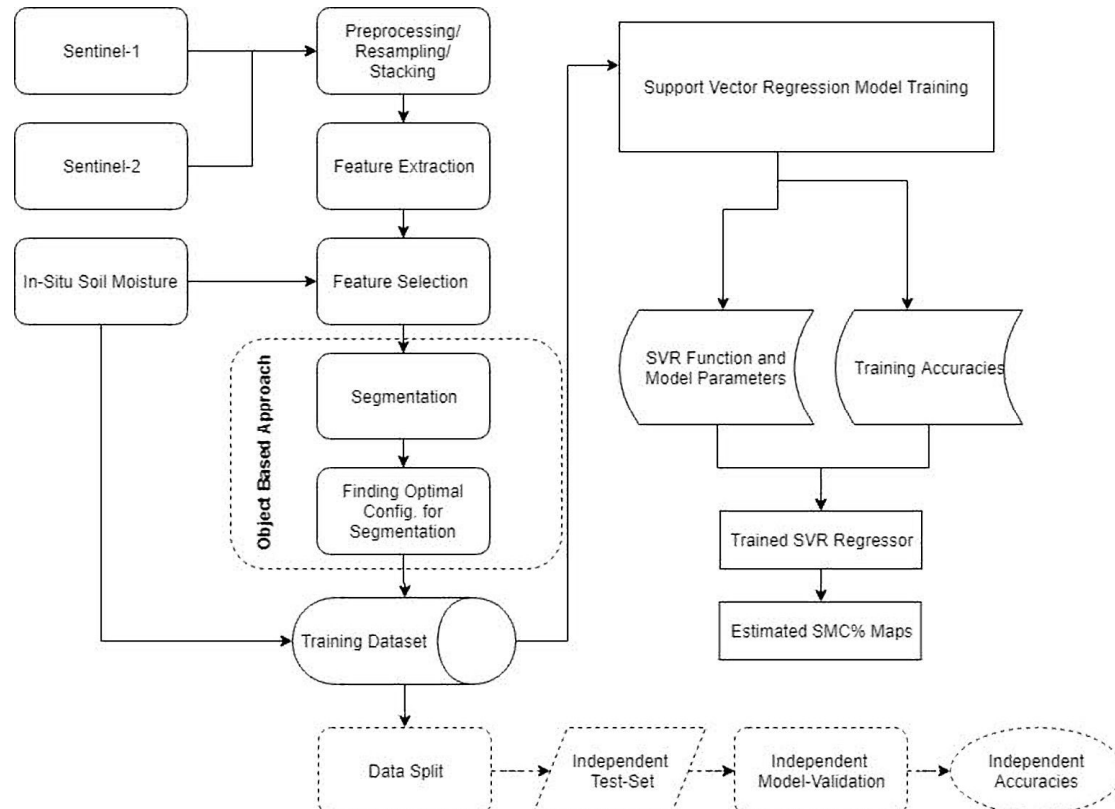 Sentinel-1
Preprocessing/
Resampling/
Stacking
Support Vector Regression Model Training
Sentinel-2
Feature Extraction
In-Situ Soil Moisture
Feature Selection
Object Based Approach
Segmentation
Finding Optimal
Config. for
Segmentation
SVR Function and
Model Parameters
Training Accuracies
Trained SVR Regressor
Estimated SMC% Maps
Training Dataset
Data Split
Independent
Test-Set
Independent
Model-Validation
Independent
Accuracies